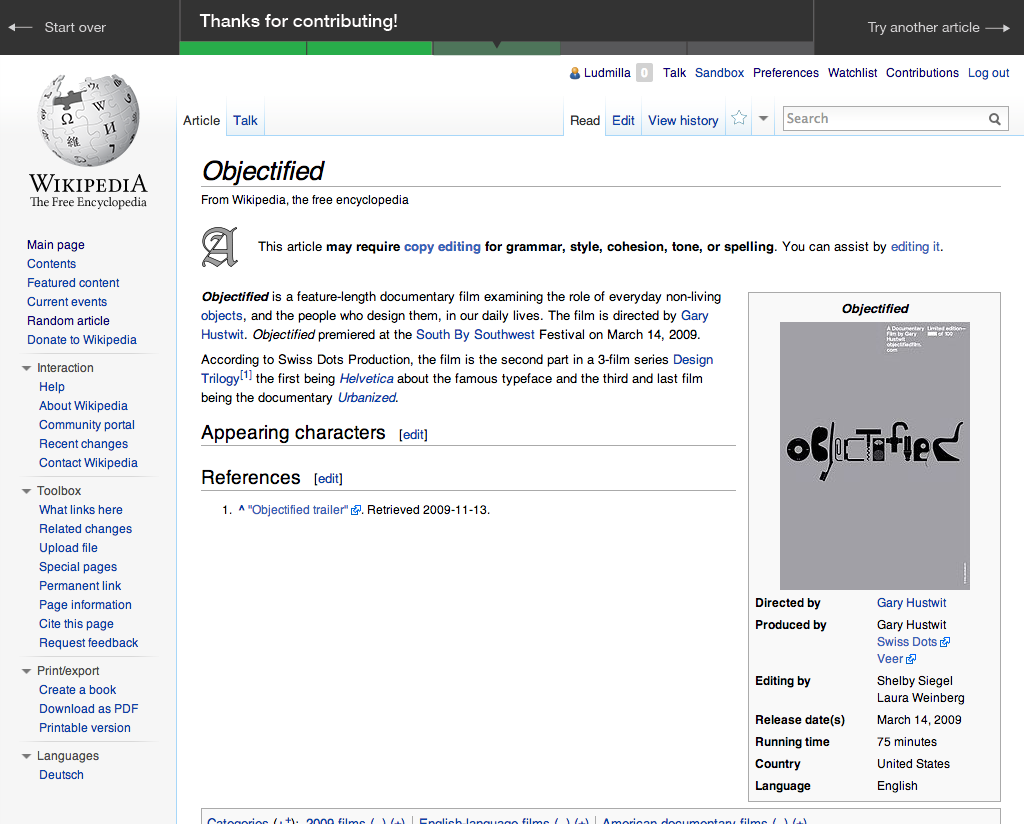 Start over
Thanks for contributing!
Try another article
Ludmilla 0 Talk Sandbox Preferences Watchlist Contributions Log out
Article Talk Read Edit View history Search
WIKIPEDIA
The Free Encyclopedia
Main page
Contents
Featured content
Current events
Random article
Donate to Wikipedia
Interaction
Help
About Wikipedia
Community portal
Recent changes
Contact Wikipedia
Toolbox
What links here
Related changes
Upload file
Special pages
Permanent link
Page information
Cite this page
Request feedback
Print/export
Create a book
Download as PDF
Printable version
Languages
Deutsch
Objectified
From Wikipedia, the free encyclopedia
This article may require copy editing for grammar, style, cohesion, tone, or spelling. You can assist by editing it.
Objectified is a feature-length documentary film examining the role of everyday non-living
objects, and the people who design them, in our daily lives. The film is directed by Gary
Hustwit. Objectified premiered at the South By Southwest Festival on March 14, 2009.
According to Swiss Dots Production, the film is the second part in a 3-film series Design
Trilogy[1] the first being Helvetica about the famous typeface and the third and last film
being the documentary Urbanized.
Appearing characters [edit]
References [edit]
1. ^ "Objectified trailer". Retrieved 2009-11-13.
Objectified
A Documentary Limited edition
Film by Gary of 100
Hustwit
objectifiedfilm.
com
Objectified
Directed by Gary Hustwit
Produced by Gary Hustwit
Swiss Dots
Veer
Editing by Shelby Siegel
Laura Weinberg
Release date(s) March 14, 2009
Running time 75 minutes
Country United States
Language English
Categories (++): 2009 films (-) (±) | English-language films (-) (±) | American documentary films (-) (±)